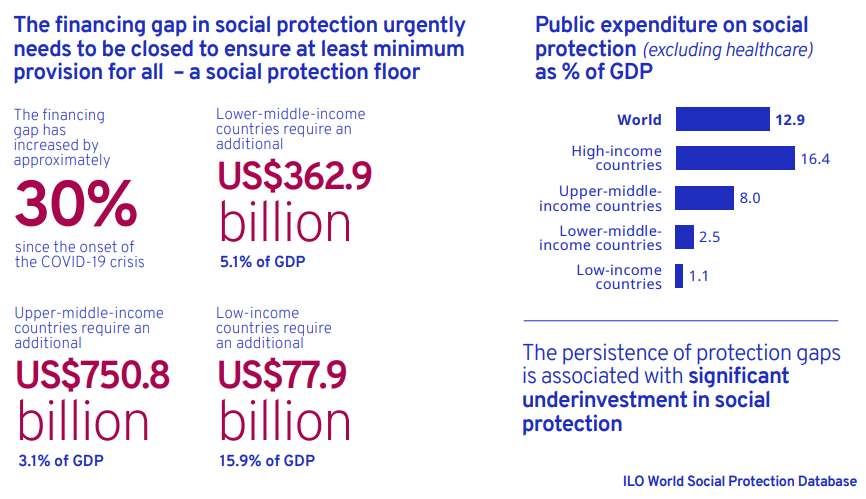 The financing gap in social protection urgently
needs to be closed to ensure at least minimum
provision for all – a social protection floor
The financing
gap has
increased by
approximately
30%
since the onset of
the COVID-19 crisis
Lower-middle-income
countries require an
additional
US$362.9
billion
5.1% of GDP
Upper-middle-income
countries require an
additional
US$750.8
billion
3.1% of GDP
Low-income
countries require
an additional
US$77.9
billion
15.9% of GDP
Public expenditure on social
protection (excluding healthcare)
as % of GDP
World 12.9
High-income
countries 16.4
Upper-middle-
income countries 8.0
Lower-middle-
income countries 2.5
Low-income
countries 1.1
The persistence of protection gaps
is associated with significant
underinvestment in social
protection
ILO World Social Protection Database